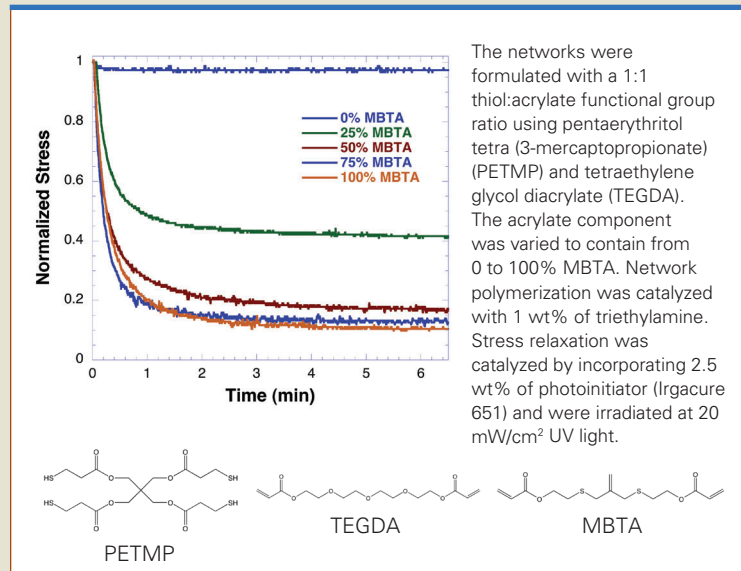 1
0.8
0.6
0.4
0.2
0
Normalized Stress
0% MBTA
25% MBTA
50% MBTA
75% MBTA
100% MBTA
0 1 2 3 4 5 6
Time (min)
The networks were
formulated with a 1:1
thiol:acrylate functional group
ratio using pentaerythritol
tetra (3-mercaptopropionate)
(PETMP) and tetraethylene
glycol diacrylate (TEGDA).
The acrylate component
was varied to contain from
0 to 100% MBTA. Network
polymerization was catalyzed
with 1 wt% of triethylamine.
Stress relaxation was
catalyzed by incorporating 2.5
wt% of photoinitiator (Irgacure
651) and were irradiated at 20
mW/cm² UV light.
O O
HS O O SH
HS O O SH
O O
PETMP
O O O O O O O
TEGDA
O O S S O O
MBTA